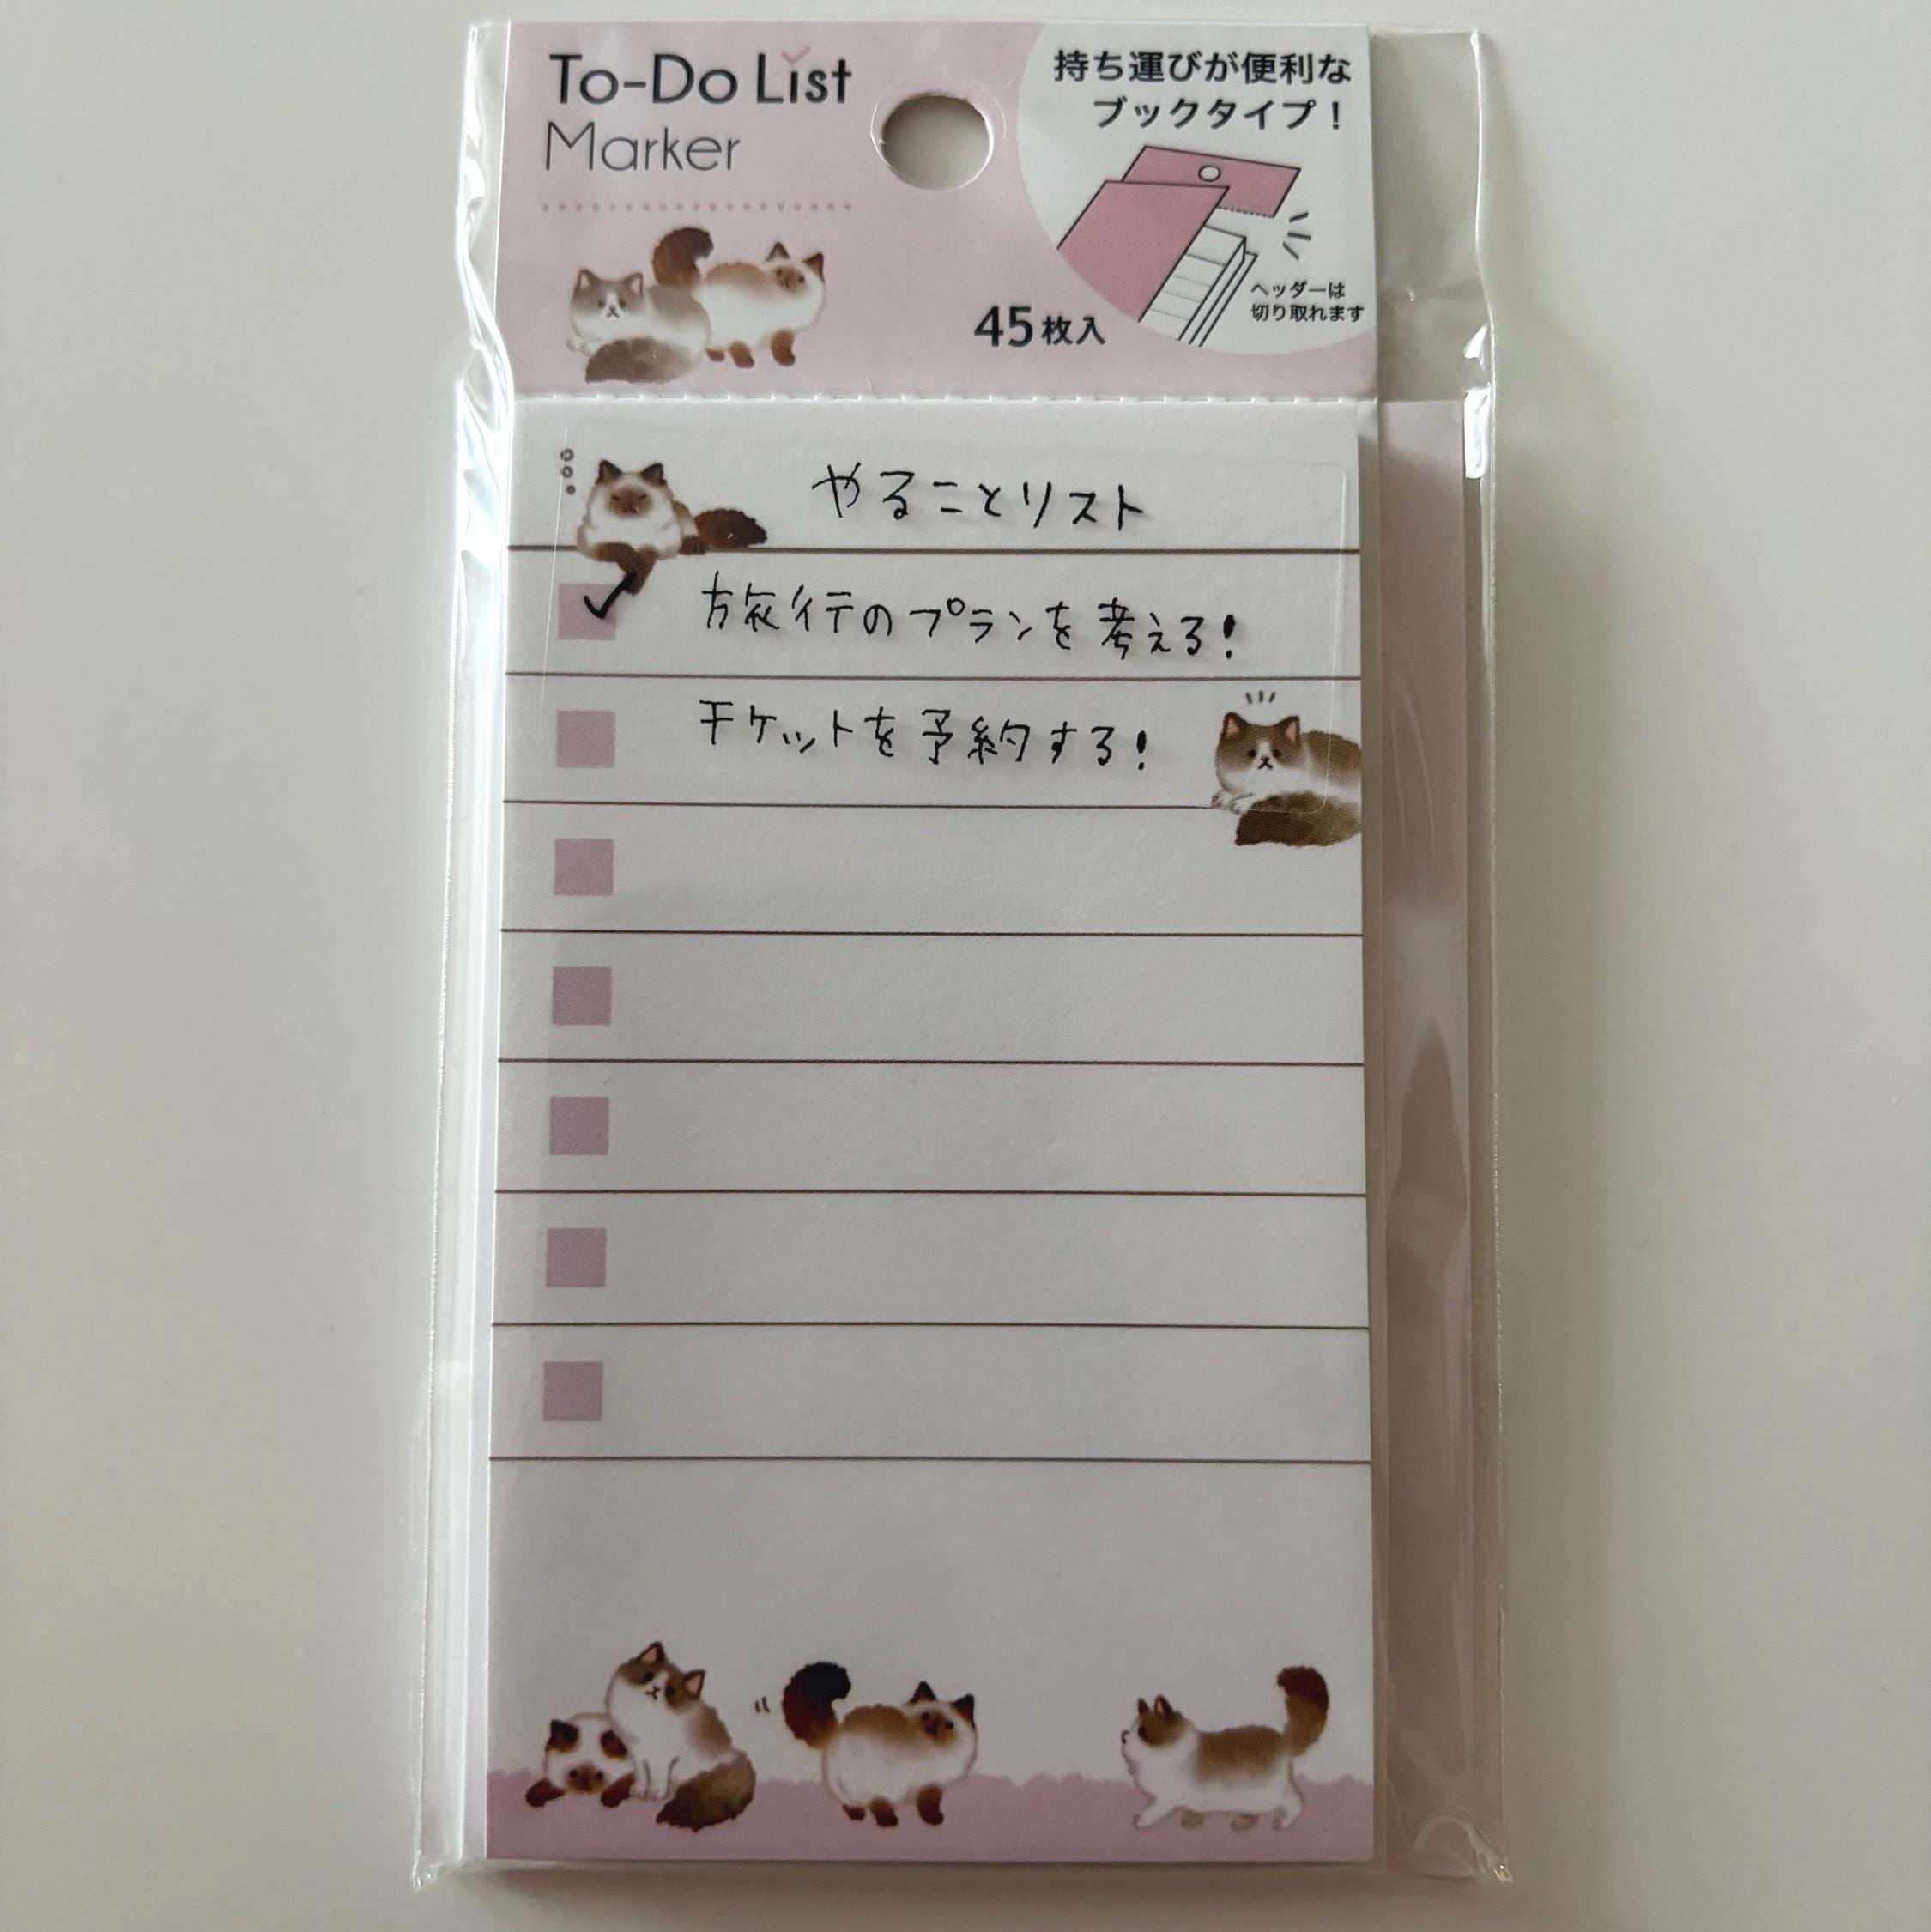 To-Do List
Marker
持ち運びが便利な
ブックタイプ！
ヘッダーは
切り取れます
45枚入
やることリスト
旅行のプランを考える！
チケットを予約する！